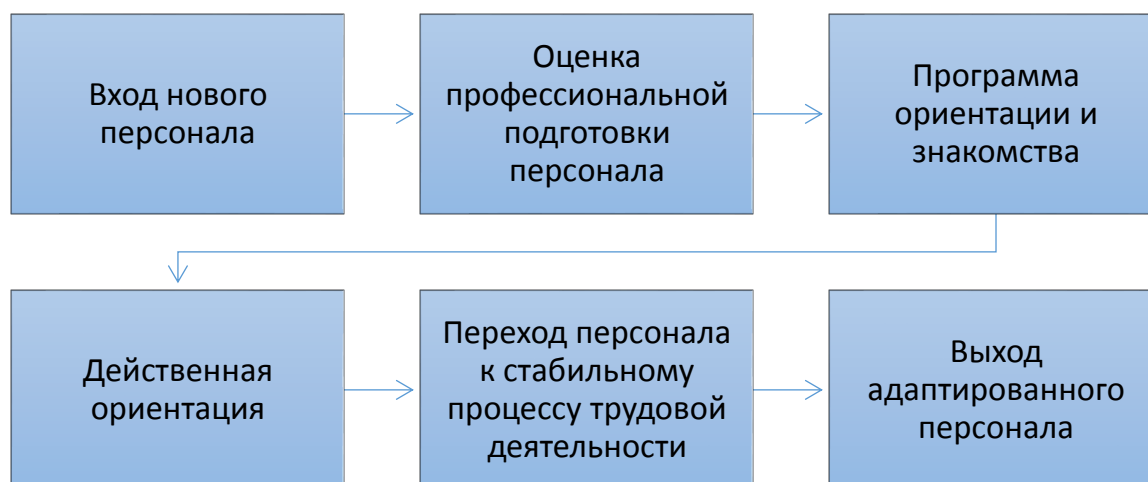 Вход нового
персонала
Оценка
профессиональной
подготовки
персонала
Программа
ориентации и
знакомства
Действенная
ориентация
Переход персонала
к стабильному
процессу трудовой
деятельности
Выход
адаптированного
персонала